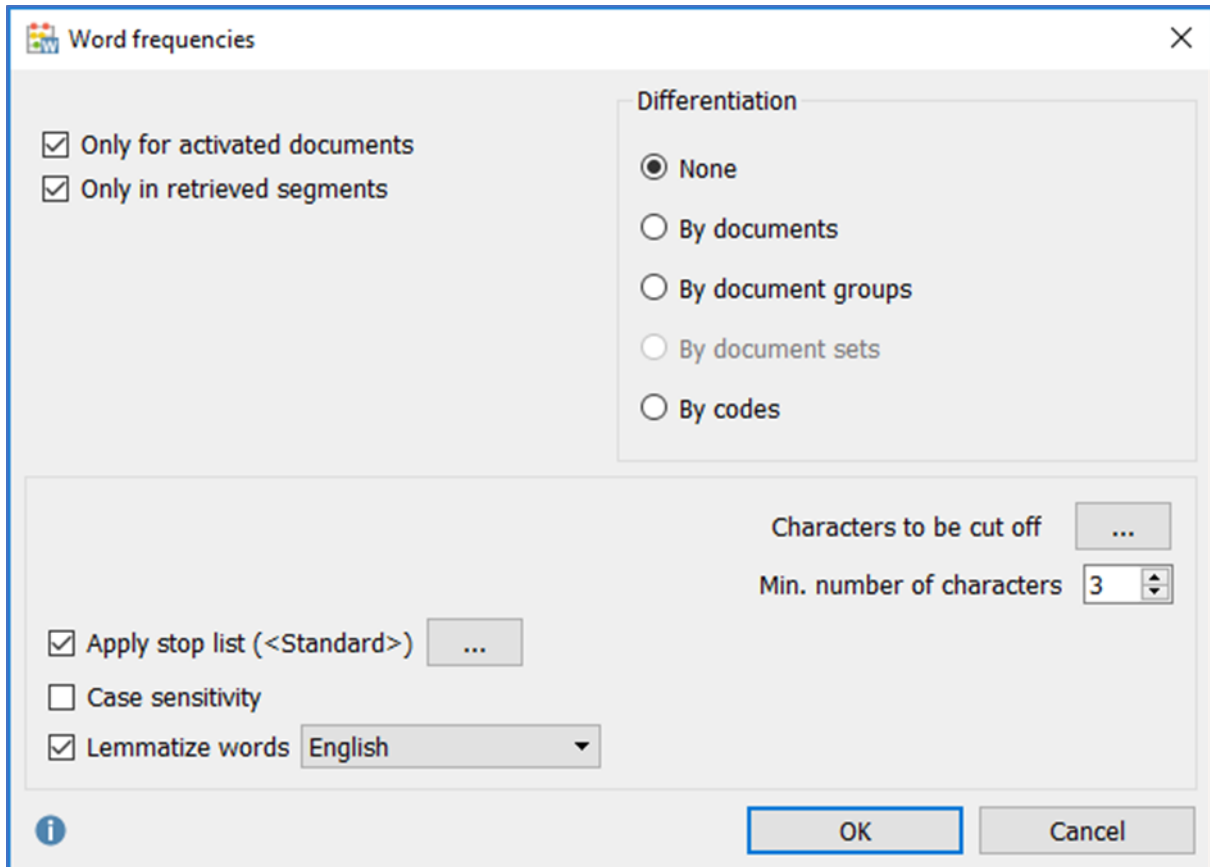 Word frequencies
Only for activated documents
Only in retrieved segments
Differentiation
None
By documents
By document groups
By document sets
By codes
Characters to be cut off ...
Min. number of characters 3
Apply stop list (<Standard>) ...
Case sensitivity
Lemmatize words English
OK Cancel